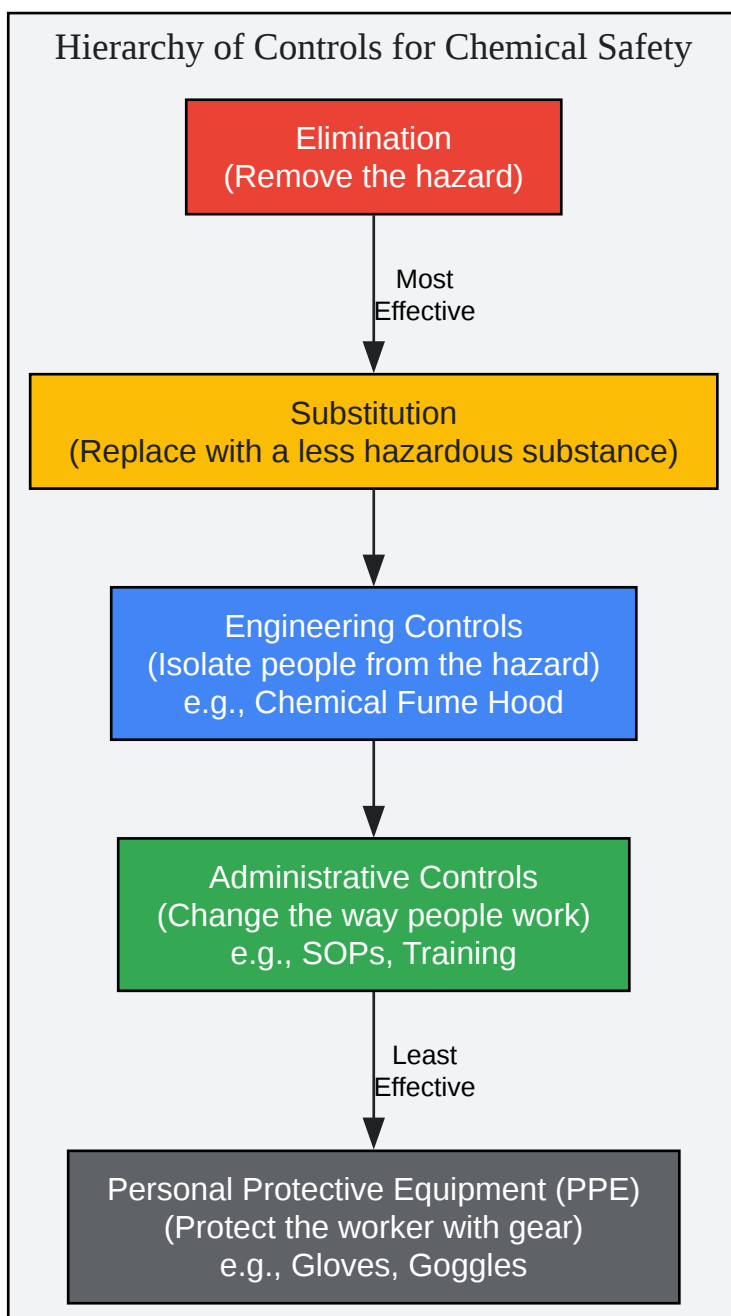 Hierarchy of Controls for Chemical Safety
Elimination
(Remove the hazard)
Most
Effective
Substitution
(Replace with a less hazardous substance)
Engineering Controls
(Isolate people from the hazard)
e.g., Chemical Fume Hood
Administrative Controls
(Change the way people work)
e.g., SOPs, Training
Least
Effective
Personal Protective Equipment (PPE)
(Protect the worker with gear)
e.g., Gloves, Goggles